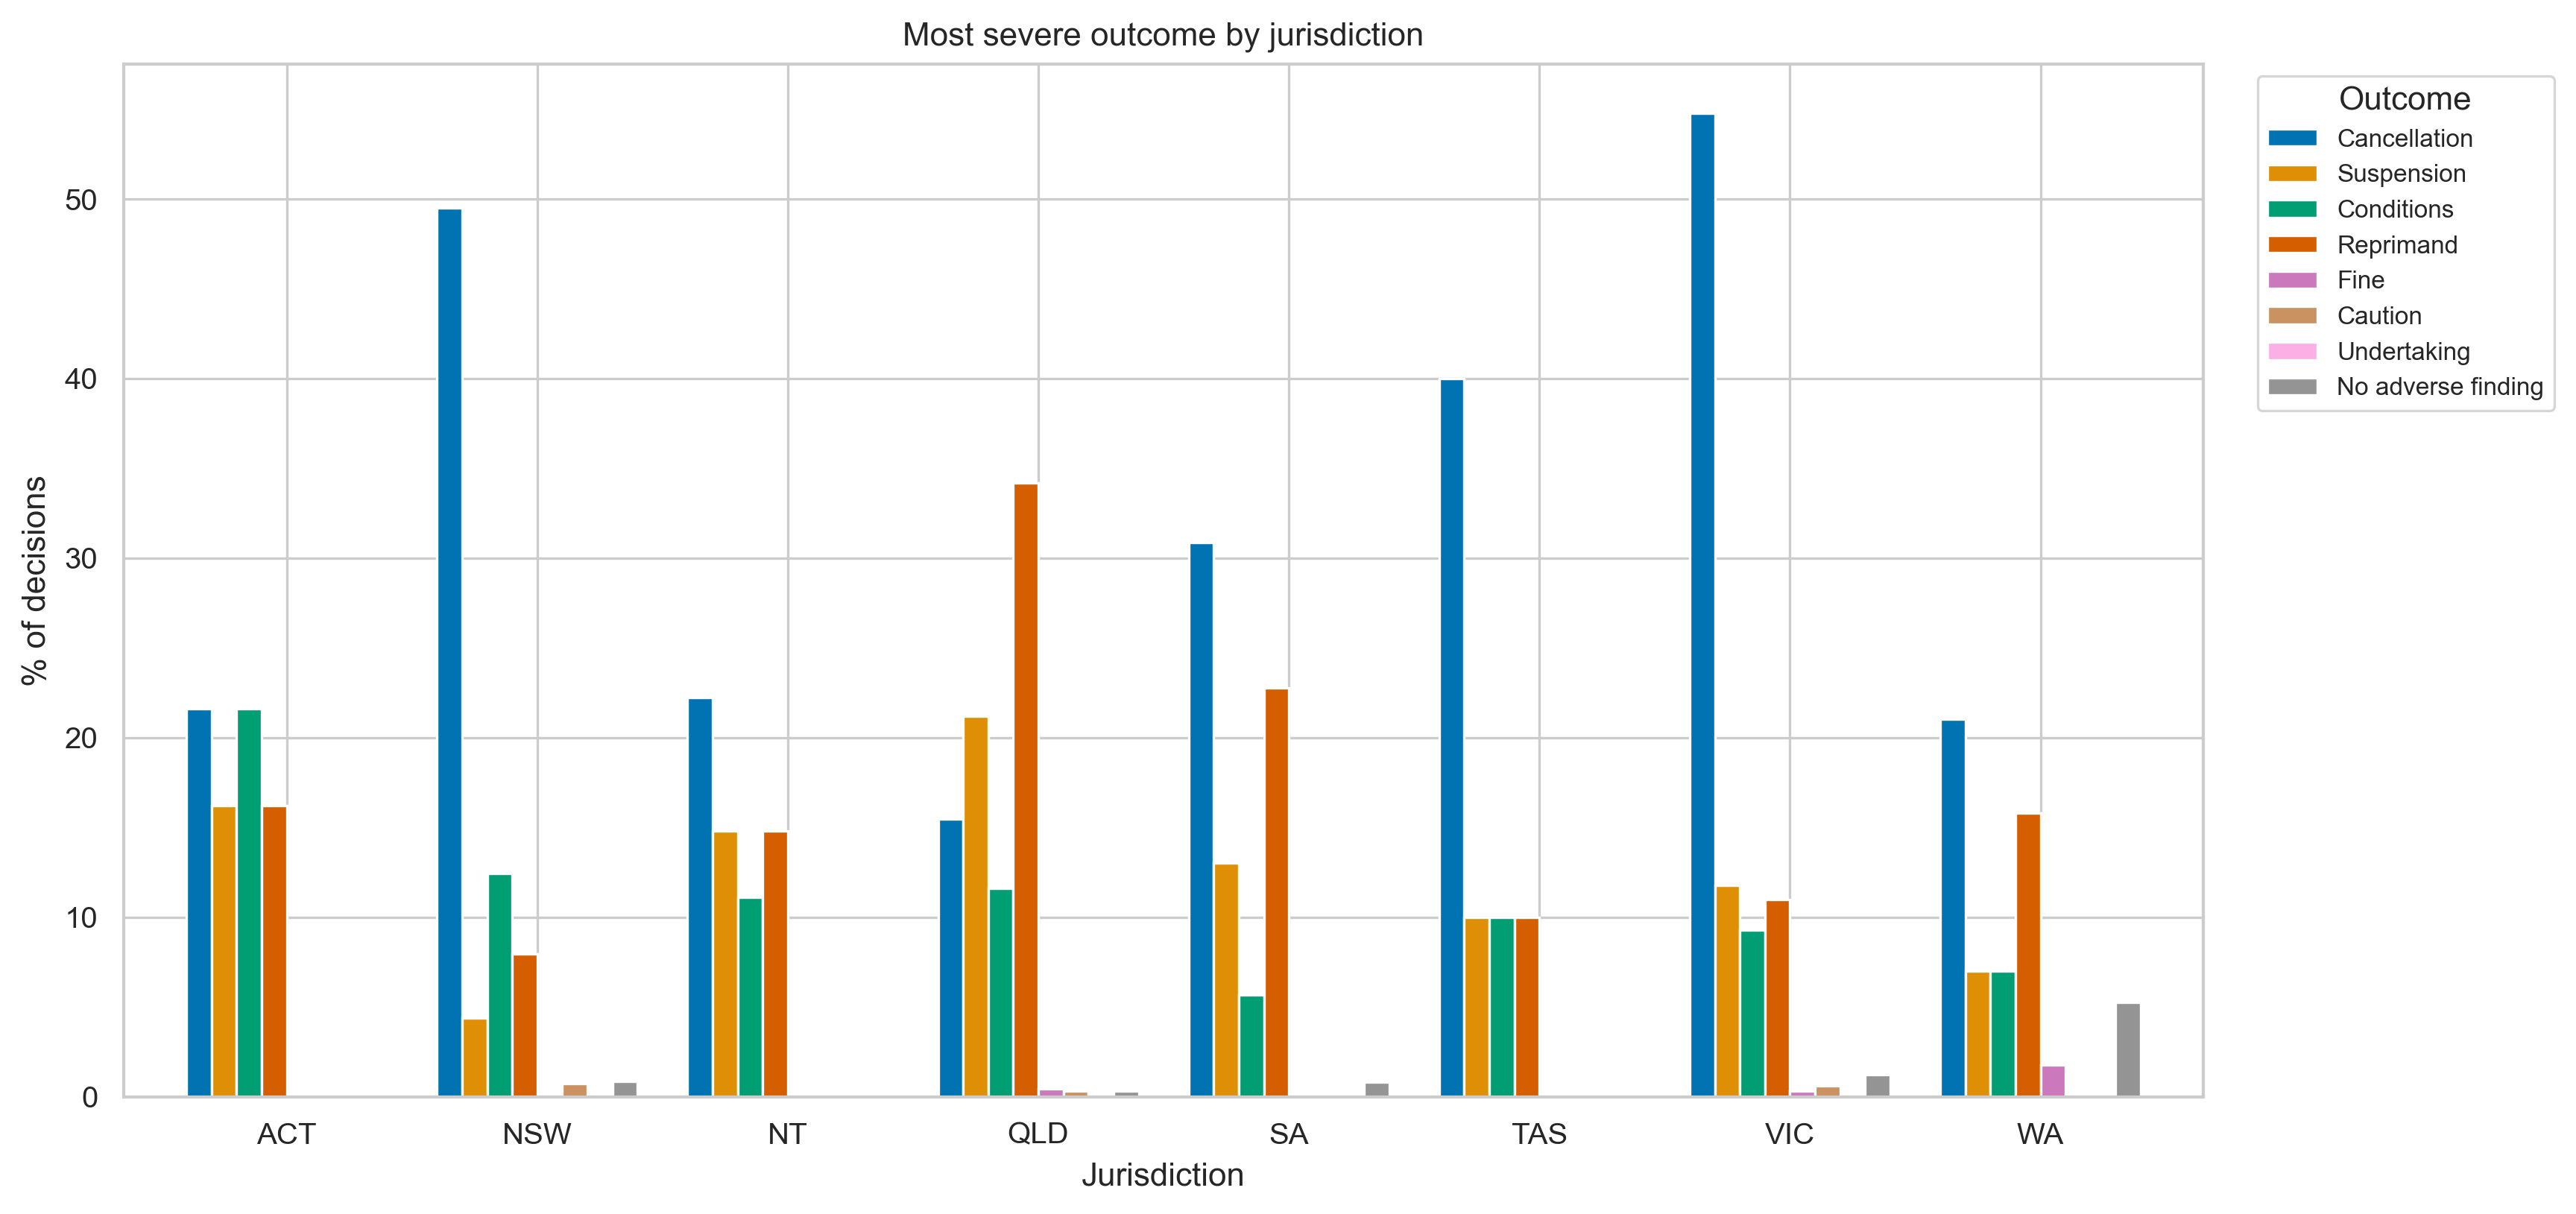 Most severe outcome by jurisdiction
% of decisions
50
40
30
20
10
0
ACT
NSW
NT
QLD
SA
TAS
VIC
WA
Jurisdiction
Outcome
Cancellation
Suspension
Conditions
Reprimand
Fine
Caution
Undertaking
No adverse finding